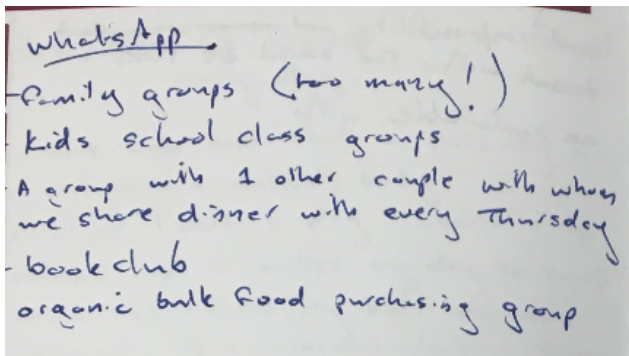 WhatsApp
- Family groups (too many!)
- Kids school class groups
- A group with 1 other couple with whom
we share dinner with every Thursday
- book club
organic bulk food purchasing group